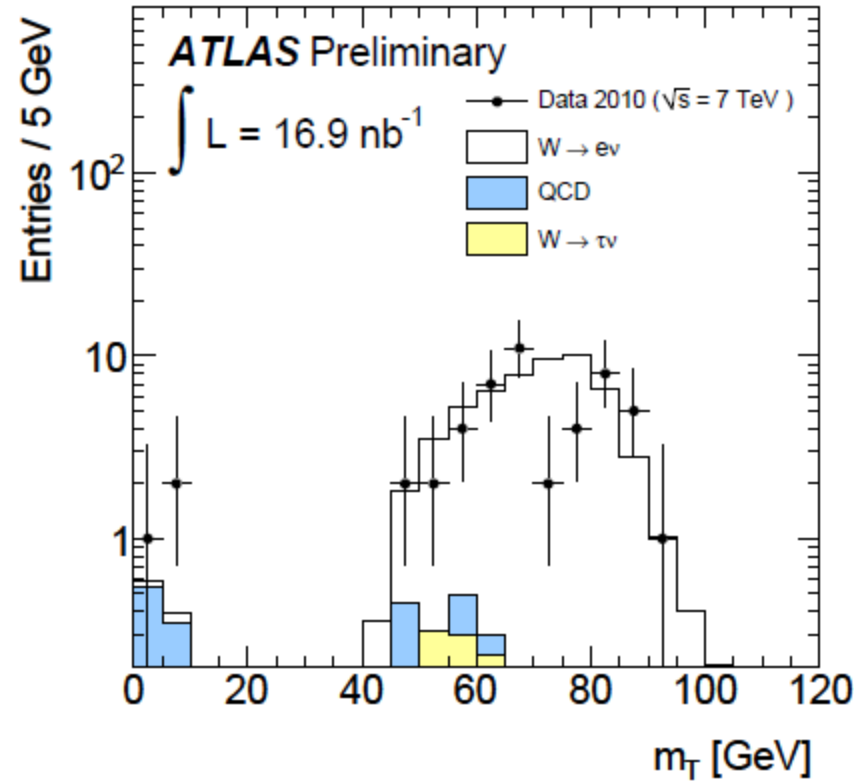 ATLAS Preliminary
∫ L = 16.9 nb⁻¹
Data 2010 (√s = 7 TeV )
W → eν
QCD
W → τν
Entries / 5 GeV
10²
10
1
0 20 40 60 80 100 120
m_T [GeV]